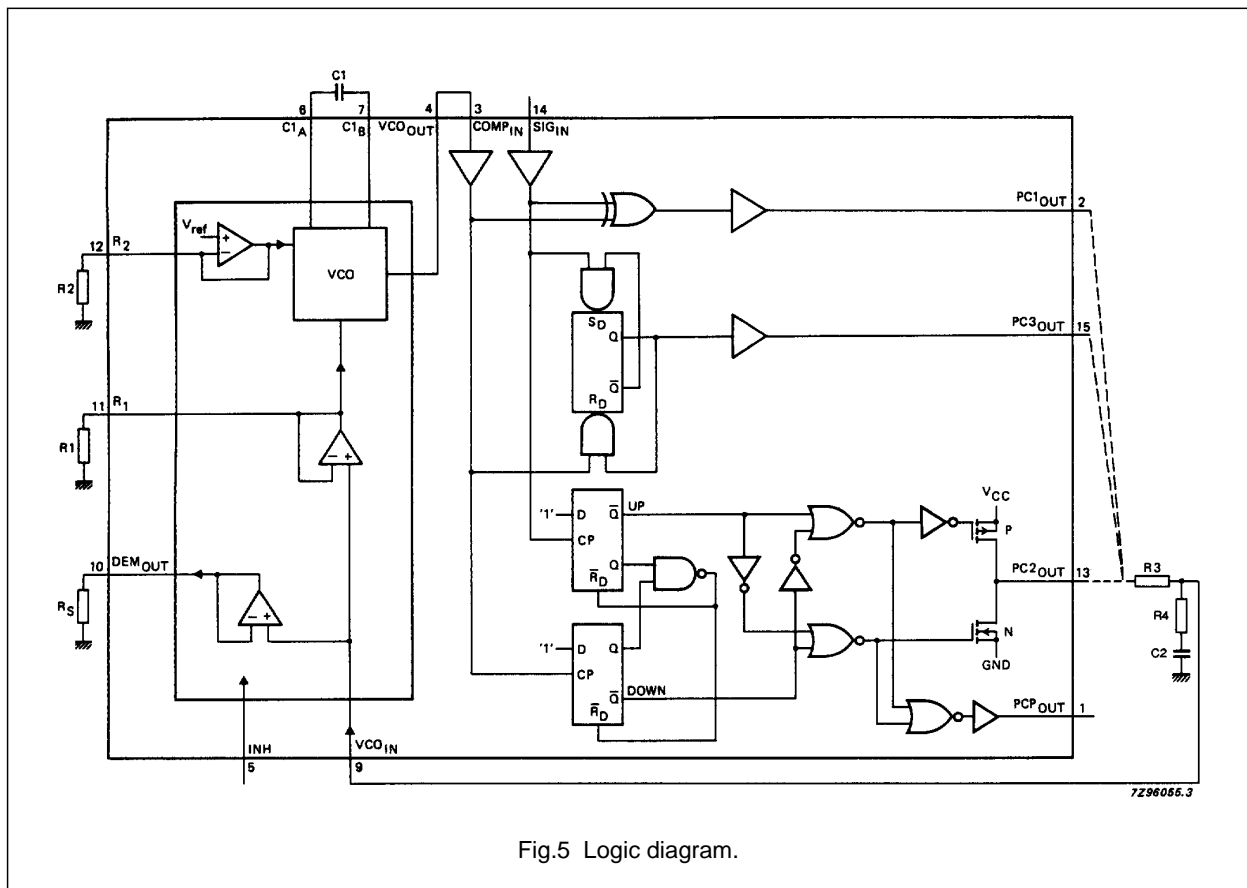 C1
6 7 4 3 14
C1A C1B VCOOUT COMPIN SIGIN
PC1OUT 2
Vref
+
−
12 R2
VCO
R2
SD
Q
PC3OUT 15
Q
RD
11 R1
R1
− +
VCC
'1' D Q UP
P
CP
10 DEMOUT
Q
PC2OUT 13
R3
RD
RS
− +
R4
N
'1' D Q
C2
CP
GND
Q DOWN
RD
PCPOUT 1
INH VCOIN
5 9
7Z96055.3
Fig.5 Logic diagram.